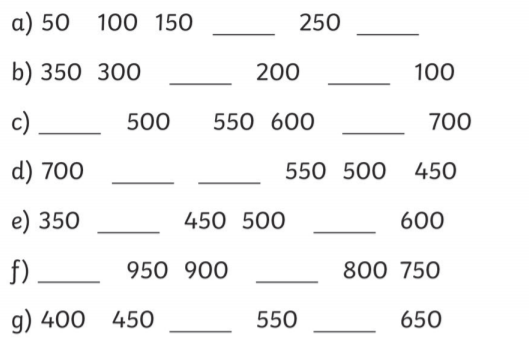 a) 50 100 150 _____ 250 _____
b) 350 300 _____ 200 _____ 100
c) _____ 500 550 600 _____ 700
d) 700 _____ _____ 550 500 450
e) 350 _____ 450 500 _____ 600
f) _____ 950 900 _____ 800 750
g) 400 450 _____ 550 _____ 650